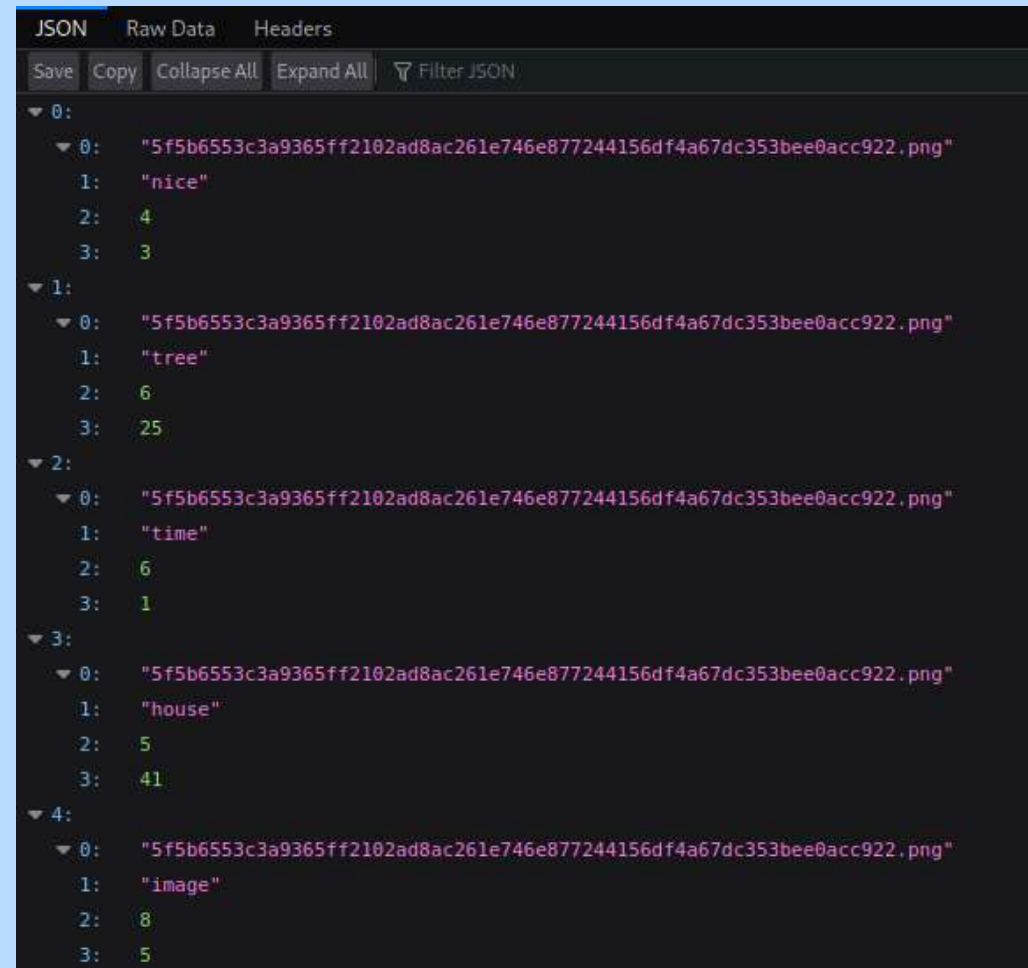 JSON Raw Data Headers
Save Copy Collapse All Expand All Filter JSON
0:
0: "5f5b6553c3a9365ff2102ad8ac261e746e877244156df4a67dc353bee0acc922.png"
1: "nice"
2: 4
3: 3
1:
0: "5f5b6553c3a9365ff2102ad8ac261e746e877244156df4a67dc353bee0acc922.png"
1: "tree"
2: 6
3: 25
2:
0: "5f5b6553c3a9365ff2102ad8ac261e746e877244156df4a67dc353bee0acc922.png"
1: "time"
2: 6
3: 1
3:
0: "5f5b6553c3a9365ff2102ad8ac261e746e877244156df4a67dc353bee0acc922.png"
1: "house"
2: 5
3: 41
4:
0: "5f5b6553c3a9365ff2102ad8ac261e746e877244156df4a67dc353bee0acc922.png"
1: "image"
2: 8
3: 5